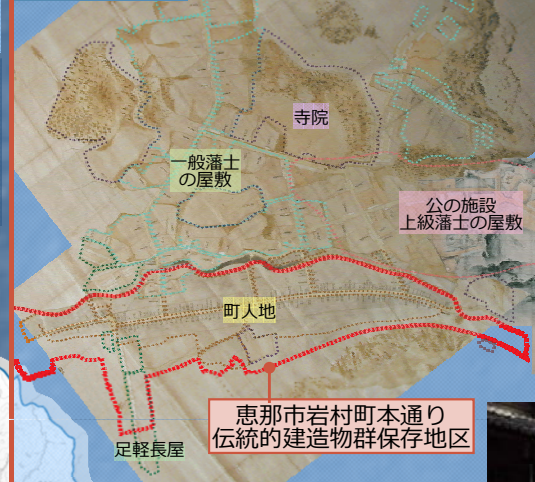 寺院
一般藩士
の屋敷
公の施設
上級藩士の屋敷
町人地
恵那市岩村町本通り
伝統的建造物群保存地区
足軽長屋